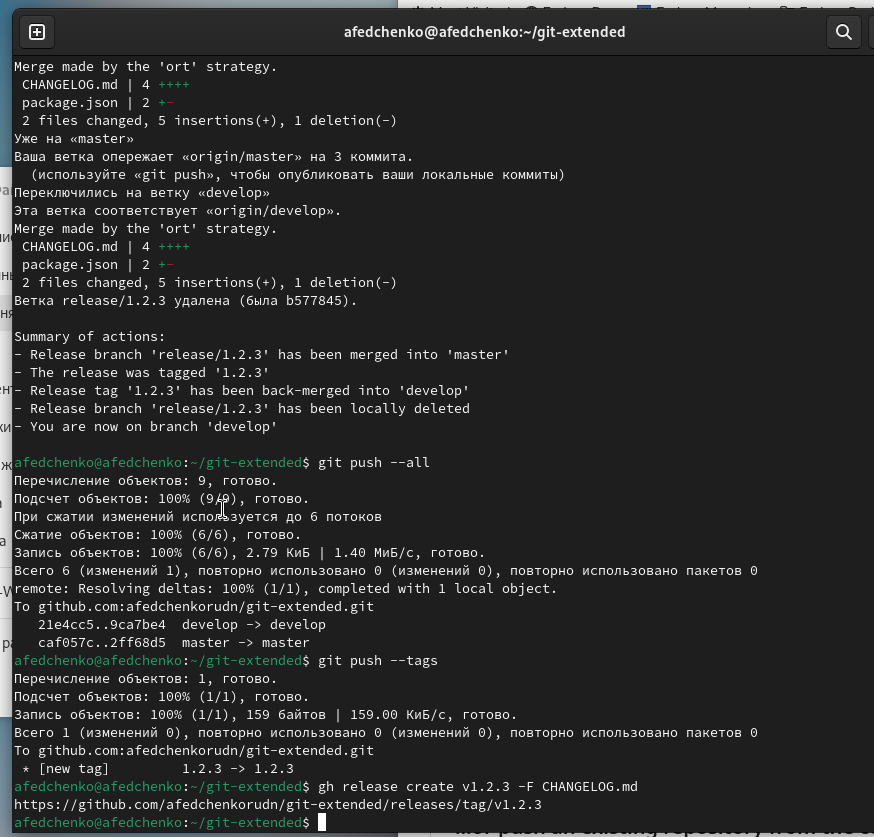 afedchenko@afedchenko:~/git-extended
Merge made by the 'ort' strategy.
CHANGELOG.md | 4 ++++
package.json | 2 +-
2 files changed, 5 insertions(+), 1 deletion(-)
Уже на «master»
Ваша ветка опережает «origin/master» на 3 коммита.
(используйте «git push», чтобы опубликовать ваши локальные коммиты)
Переключились на ветку «develop»
Эта ветка соответствует «origin/develop».
Merge made by the 'ort' strategy.
CHANGELOG.md | 4 ++++
package.json | 2 +-
2 files changed, 5 insertions(+), 1 deletion(-)
Ветка release/1.2.3 удалена (была b577845).
Summary of actions:
- Release branch 'release/1.2.3' has been merged into 'master'
- The release was tagged '1.2.3'
- Release tag '1.2.3' has been back-merged into 'develop'
- Release branch 'release/1.2.3' has been locally deleted
- You are now on branch 'develop'
afedchenko@afedchenko:~/git-extended$ git push --all
Перечисление объектов: 9, готово.
Подсчет объектов: 100% (9/9), готово.
При сжатии изменений используется до 6 потоков
Сжатие объектов: 100% (6/6), готово.
Запись объектов: 100% (6/6), 2.79 КиБ | 1.40 МиБ/с, готово.
Всего 6 (изменений 1), повторно использовано 0 (изменений 0), повторно использовано пакетов 0
remote: Resolving deltas: 100% (1/1), completed with 1 local object.
To github.com:afedchenkorudn/git-extended.git
21e4cc5..9ca7be4  develop -> develop
caf057c..2ff68d5  master -> master
afedchenko@afedchenko:~/git-extended$ git push --tags
Перечисление объектов: 1, готово.
Подсчет объектов: 100% (1/1), готово.
Запись объектов: 100% (1/1), 159 байтов | 159.00 КиБ/с, готово.
Всего 1 (изменений 0), повторно использовано 0 (изменений 0), повторно использовано пакетов 0
To github.com:afedchenkorudn/git-extended.git
* [new tag]         1.2.3 -> 1.2.3
afedchenko@afedchenko:~/git-extended$ gh release create v1.2.3 -F CHANGELOG.md
https://github.com/afedchenkorudn/git-extended/releases/tag/v1.2.3
afedchenko@afedchenko:~/git-extended$